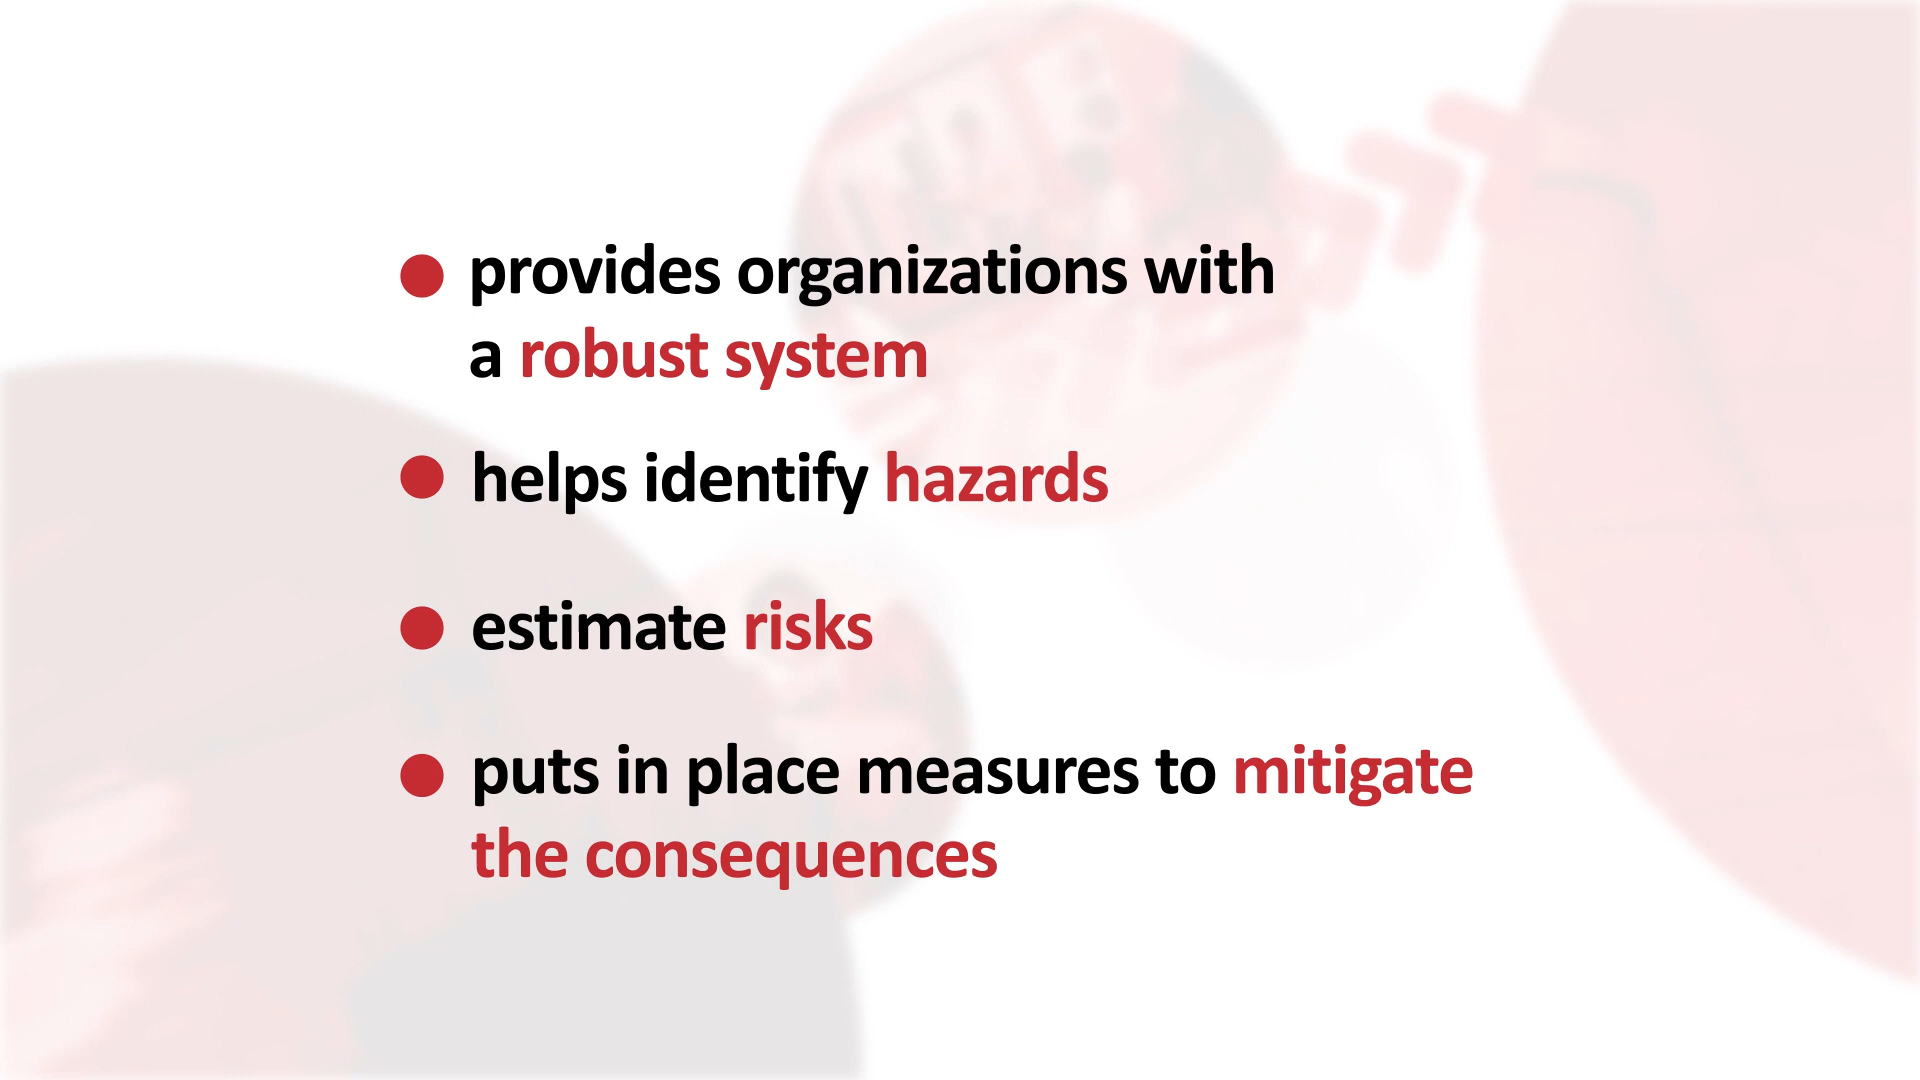 provides organizations with
a robust system
helps identify hazards
estimate risks
puts in place measures to mitigate
the consequences